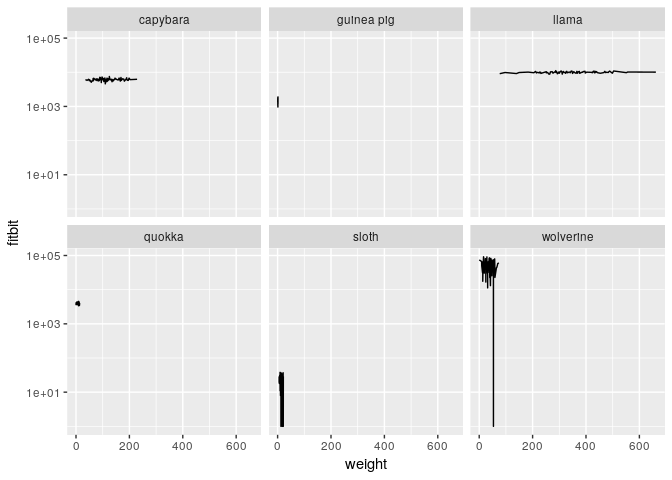 capybara guinea pig llama
1e+05
1e+03
1e+01
fitbit
quokka sloth wolverine
1e+05
1e+03
1e+01
0 200 400 600 0 200 400 600 0 200 400 600
weight